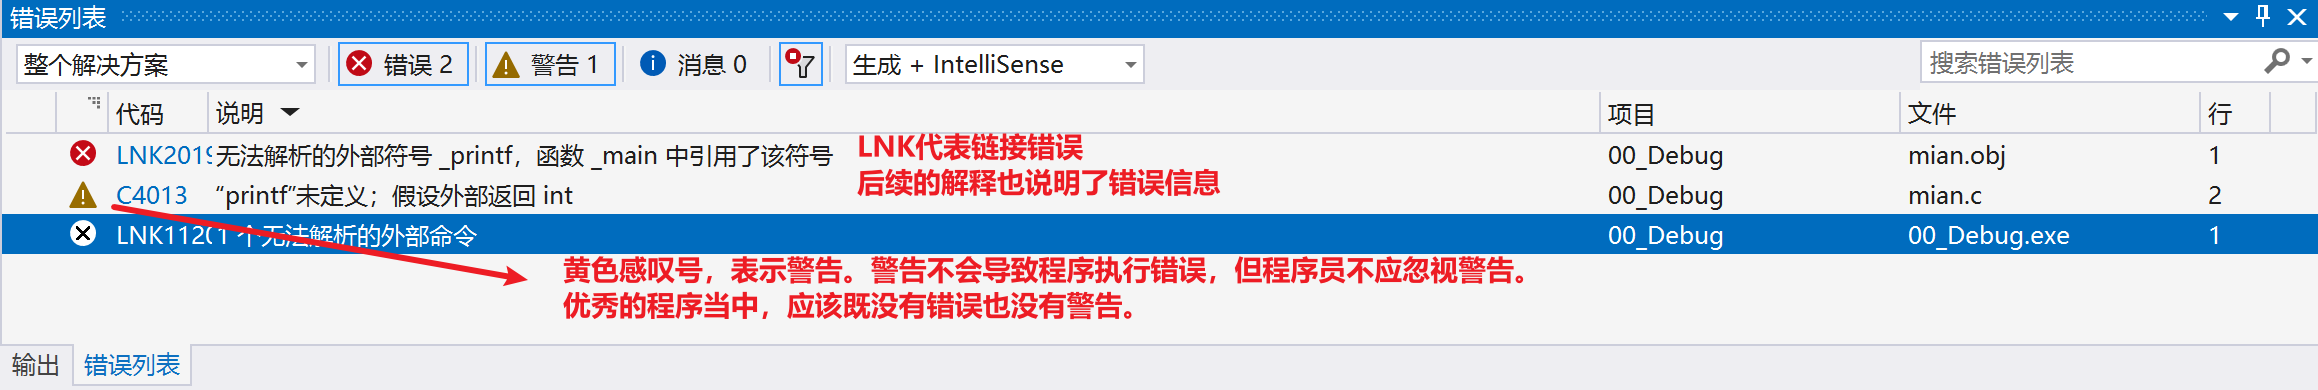 错误列表
整个解决方案 错误 2 警告 1 消息 0 生成 + IntelliSense 搜索错误列表
代码 说明 项目 文件 行
LNK2019 无法解析的外部符号 _printf，函数 _main 中引用了该符号 00_Debug mian.obj 1
LNK代表链接错误
后续的解释也说明了错误信息
C4013 “printf”未定义；假设外部返回 int 00_Debug mian.c 2
LNK1120 1 个无法解析的外部命令 00_Debug 00_Debug.exe 1
黄色感叹号，表示警告。警告不会导致程序执行错误，但程序员不应忽视警告。
优秀的程序当中，应该既没有错误也没有警告。
输出 错误列表